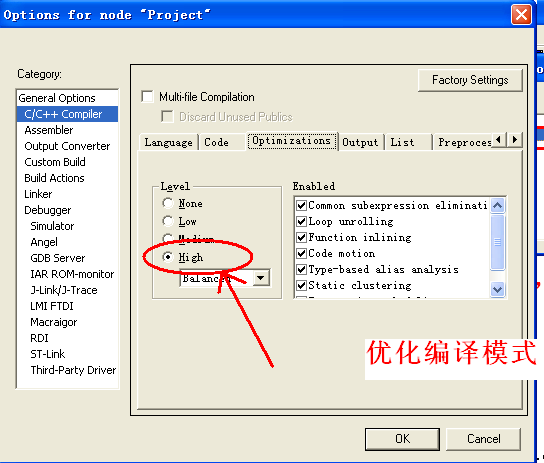 Options for node "Project"
Category:
Factory Settings
General Options
C/C++ Compiler
Assembler
Output Converter
Custom Build
Build Actions
Linker
Debugger
Simulator
Angel
GDB Server
IAR ROM-monitor
J-Link/J-Trace
LMI FTDI
Macraigor
RDI
ST-Link
Third-Party Driver
Multi-file Compilation
Discard Unused Publics
Language
Code
Optimizations
Output
List
Preproces
Level
None
Low
Medium
High
Balanced
Enabled
Common subexpression eliminati
Loop unrolling
Function inlining
Code motion
Type-based alias analysis
Static clustering
优化编译模式
OK
Cancel